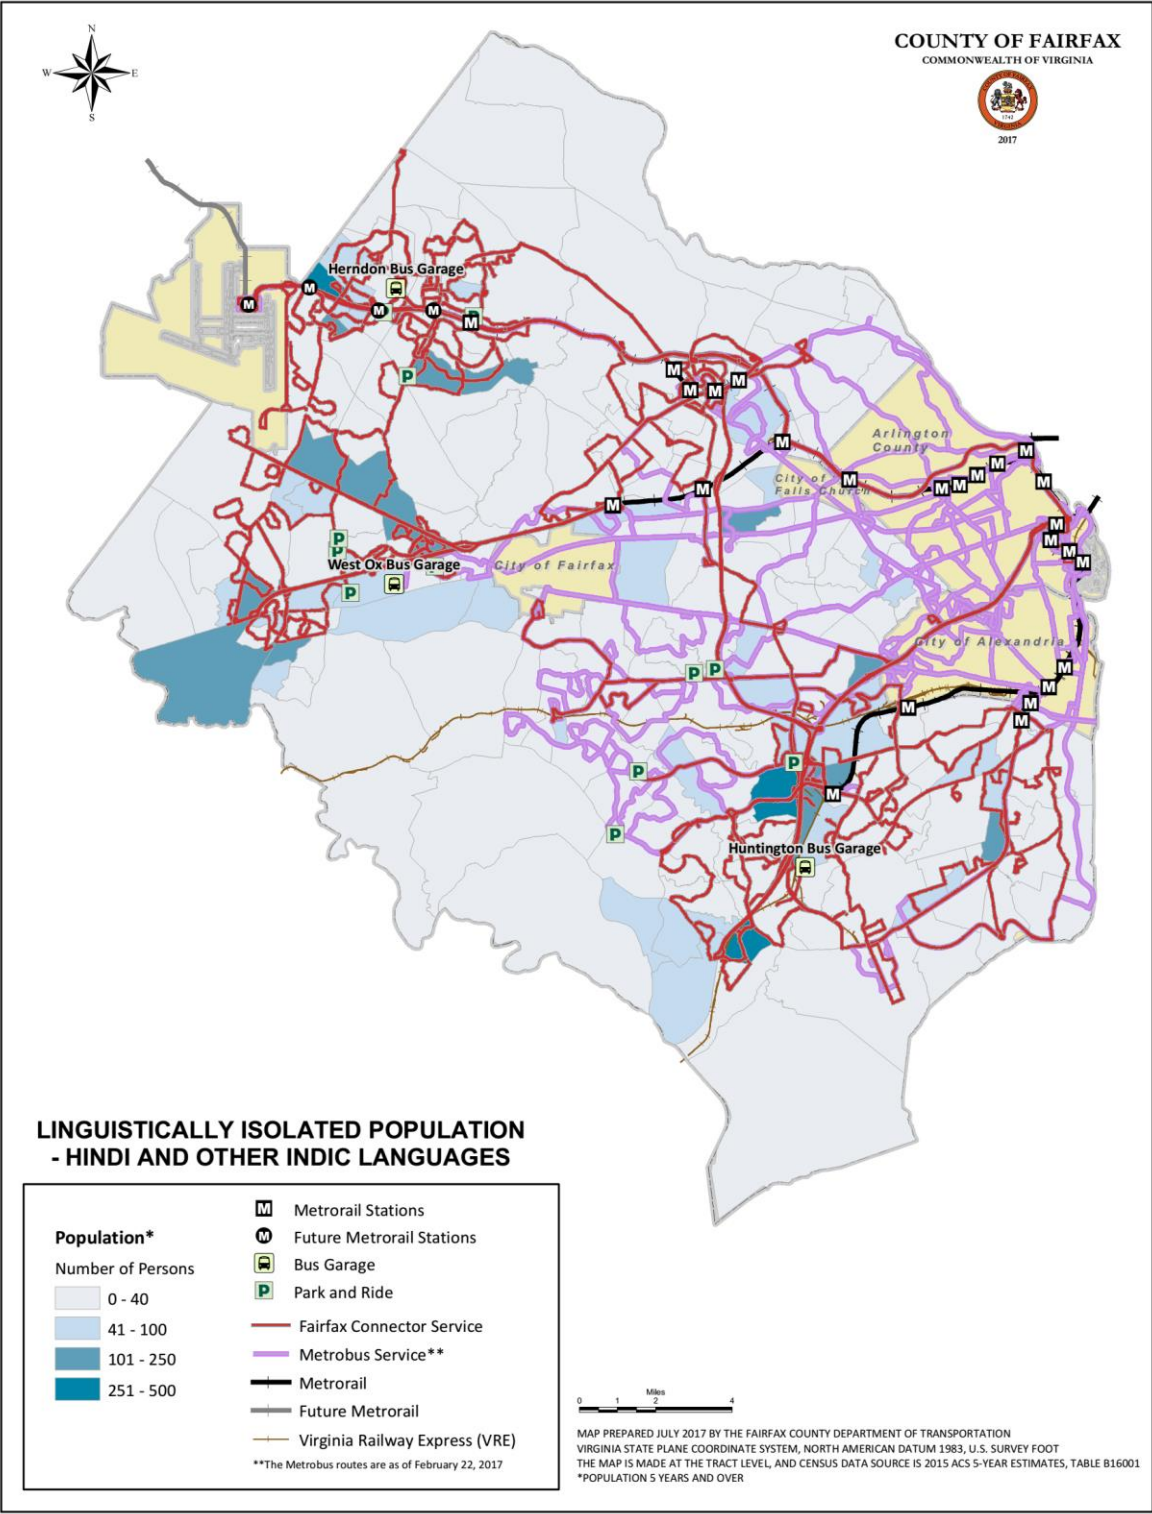 COUNTY OF FAIRFAX
COMMONWEALTH OF VIRGINIA
COUNTY OF FAIRFAX
1742
VIRGINIA
2017
N
W
E
S
Herndon Bus Garage
M
M
M
M
P
M
P
M
M
M
M
Arlington
County
M
M
City of
Falls Church
M
M
M
M
M
M
M
M
M
M
M
M
M
P
P
West Ox Bus Garage
P
City of Fairfax
City of Alexandria
P
P
M
M
M
M
M
P
P
M
P
Huntington Bus Garage
LINGUISTICALLY ISOLATED POPULATION
- HINDI AND OTHER INDIC LANGUAGES
Population*
Number of Persons
0 - 40
41 - 100
101 - 250
251 - 500
M Metrorail Stations
M Future Metrorail Stations
Bus Garage
P Park and Ride
Fairfax Connector Service
Metrobus Service**
Metrorail
Future Metrorail
Virginia Railway Express (VRE)
**The Metrobus routes are as of February 22, 2017
Miles
0 1 2 4
MAP PREPARED JULY 2017 BY THE FAIRFAX COUNTY DEPARTMENT OF TRANSPORTATION
VIRGINIA STATE PLANE COORDINATE SYSTEM, NORTH AMERICAN DATUM 1983, U.S. SURVEY FOOT
THE MAP IS MADE AT THE TRACT LEVEL, AND CENSUS DATA SOURCE IS 2015 ACS 5-YEAR ESTIMATES, TABLE B16001
*POPULATION 5 YEARS AND OVER